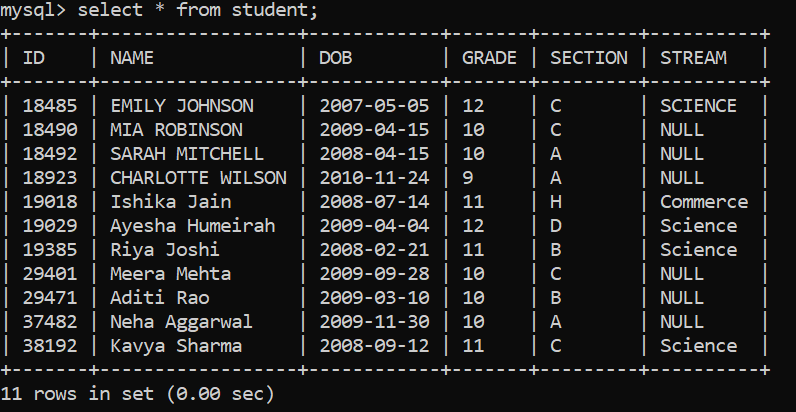 mysql> select * from student;
+-------+------------------+------------+-------+---------+----------+
| ID    | NAME             | DOB        | GRADE | SECTION | STREAM   |
+-------+------------------+------------+-------+---------+----------+
| 18485 | EMILY JOHNSON    | 2007-05-05 | 12    | C       | SCIENCE  |
| 18490 | MIA ROBINSON     | 2009-04-15 | 10    | C       | NULL     |
| 18492 | SARAH MITCHELL   | 2008-04-15 | 10    | A       | NULL     |
| 18923 | CHARLOTTE WILSON | 2010-11-24 | 9     | A       | NULL     |
| 19018 | Ishika Jain      | 2008-07-14 | 11    | H       | Commerce |
| 19029 | Ayesha Humeirah  | 2009-04-04 | 12    | D       | Science  |
| 19385 | Riya Joshi       | 2008-02-21 | 11    | B       | Science  |
| 29401 | Meera Mehta      | 2009-09-28 | 10    | C       | NULL     |
| 29471 | Aditi Rao        | 2009-03-10 | 10    | B       | NULL     |
| 37482 | Neha Aggarwal    | 2009-11-30 | 10    | A       | NULL     |
| 38192 | Kavya Sharma     | 2008-09-12 | 11    | C       | Science  |
+-------+------------------+------------+-------+---------+----------+
11 rows in set (0.00 sec)